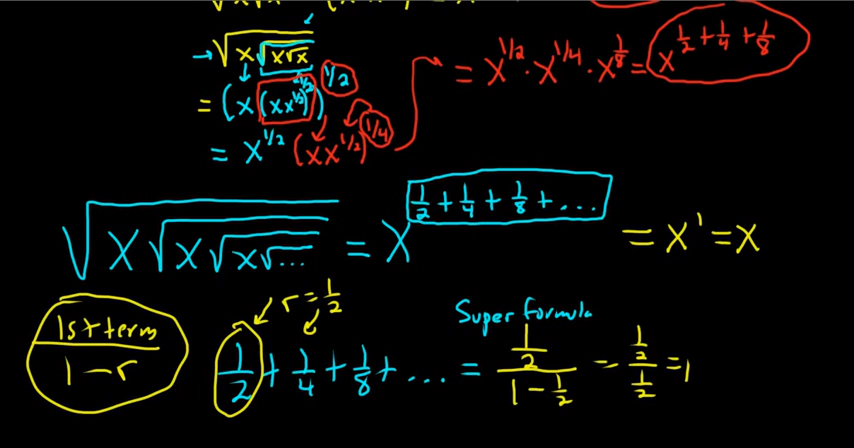 → √(x√(x√x))
= (x(xx^(1/2))^(1/2))^(1/2)
= x^(1/2) (xx^(1/2))^(1/4)
= x^(1/2) · x^(1/4) · x^(1/8) = x^(1/2 + 1/4 + 1/8)
√(x√(x√(x√...))) = x^(1/2 + 1/4 + 1/8 + ...) = x^1 = x
1st term / 1 - r
r = 1/2
Super formula
1/2 + 1/4 + 1/8 + ... = (1/2)/(1 - 1/2) = (1/2)/(1/2) = 1